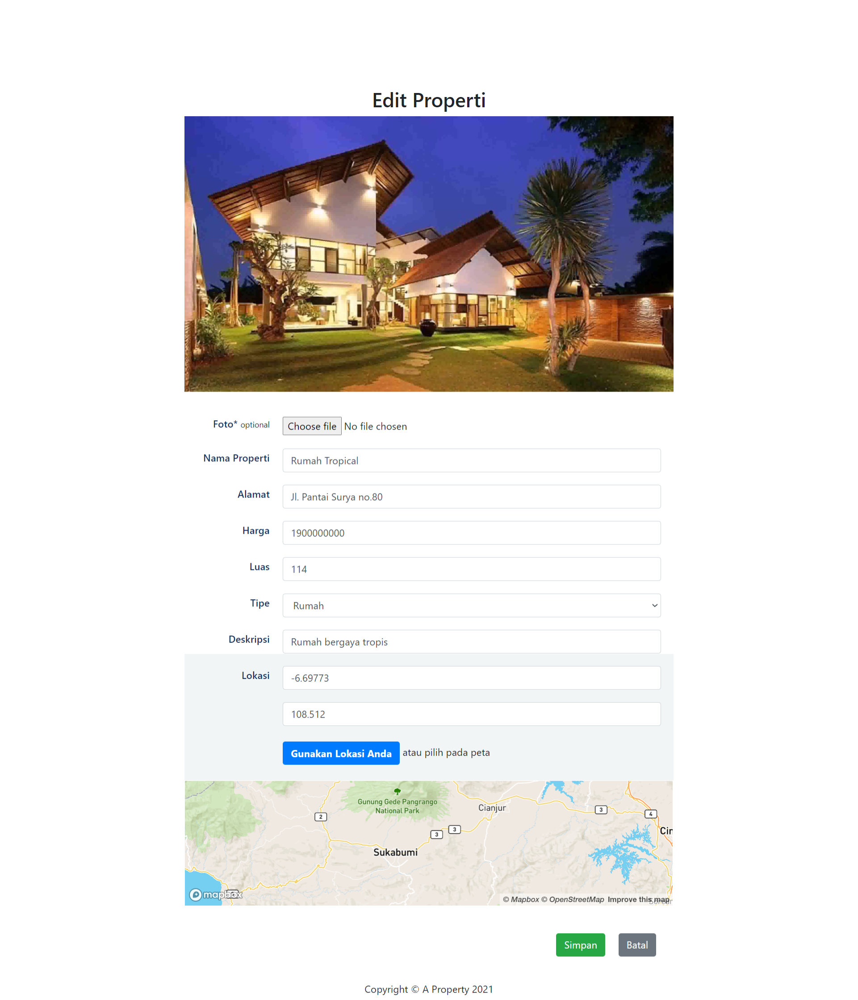 Edit Properti
Foto* optional
Choose file No file chosen
Nama Properti
Rumah Tropical
Alamat
Jl. Pantai Surya no.80
Harga
1900000000
Luas
114
Tipe
Rumah
Deskripsi
Rumah bergaya tropis
Lokasi
-6.69773
108.512
Gunakan Lokasi Anda atau pilih pada peta
Gunung Gede Pangrango
National Park
Cianjur
3
2
4
3
3
Cim
Sukabumi
mapbox
© Mapbox © OpenStreetMap Improve this map
Simpan
Batal
Copyright © A Property 2021